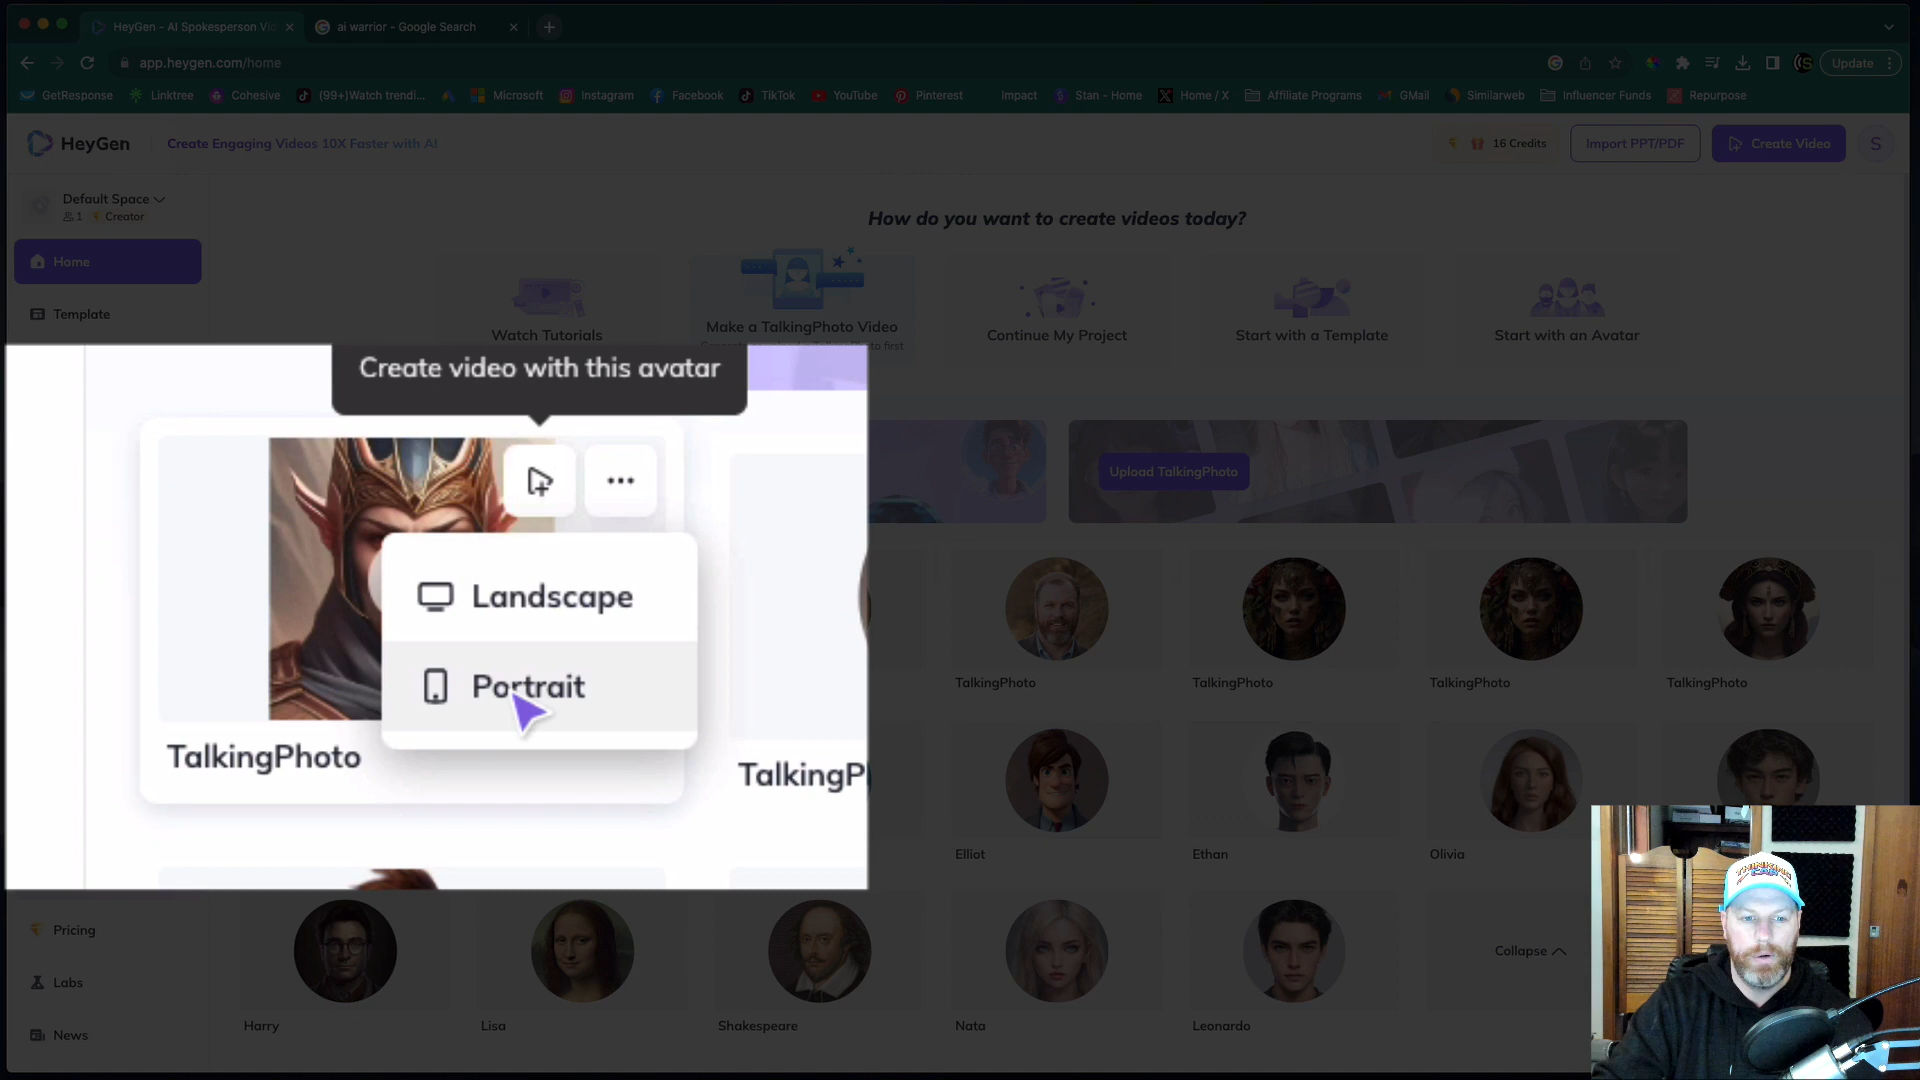 HeyGen - AI Spokesperson Vid
ai warrior - Google Search
app.heygen.com/home
Update
GetResponse
Linktree
Cohesive
(99+)Watch trendi...
Microsoft
Instagram
Facebook
TikTok
YouTube
Pinterest
Impact
Stan - Home
Home / X
Affiliate Programs
GMail
Similarweb
Influencer Funds
Repurpose
HeyGen
Create Engaging Videos 10X Faster with AI
16 Credits
Import PPT/PDF
Create Video
S
Default Space
1 Creator
How do you want to create videos today?
Home
Template
Watch Tutorials
Make a TalkingPhoto Video
Continue My Project
Start with a Template
Start with an Avatar
Create video with this avatar
Upload TalkingPhoto
Landscape
Portrait
TalkingPhoto
TalkingP
TalkingPhoto
TalkingPhoto
TalkingPhoto
TalkingPhoto
Elliot
Ethan
Olivia
Pricing
Labs
News
Collapse
Harry
Lisa
Shakespeare
Nata
Leonardo
THINKING
CAP